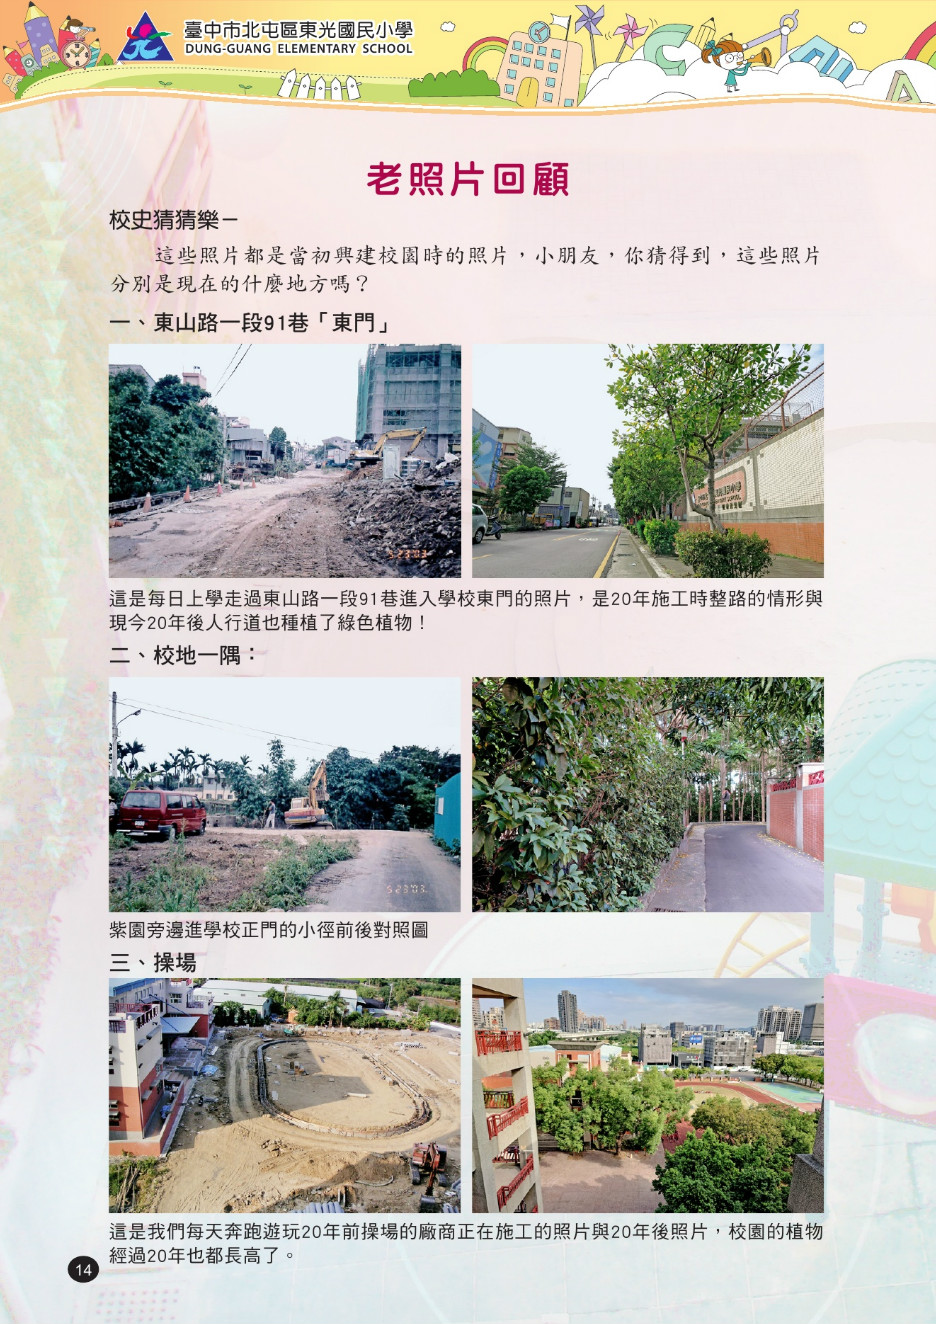 臺中市北屯區東光國民小學
DUNG-GUANG ELEMENTARY SCHOOL
老照片回顧
校史猜猜樂－
這些照片都是當初興建校園時的照片，小朋友，你猜得到，這些照片
分別是現在的什麼地方嗎？
一、東山路一段91巷「東門」
5 23 '03
這是每日上學走過東山路一段91巷進入學校東門的照片，是20年施工時整路的情形與
現今20年後人行道也種植了綠色植物！
二、校地一隅：
5 23 '03
紫園旁邊進學校正門的小徑前後對照圖
三、操場
這是我們每天奔跑遊玩20年前操場的廠商正在施工的照片與20年後照片，校園的植物
經過20年也都長高了。
14